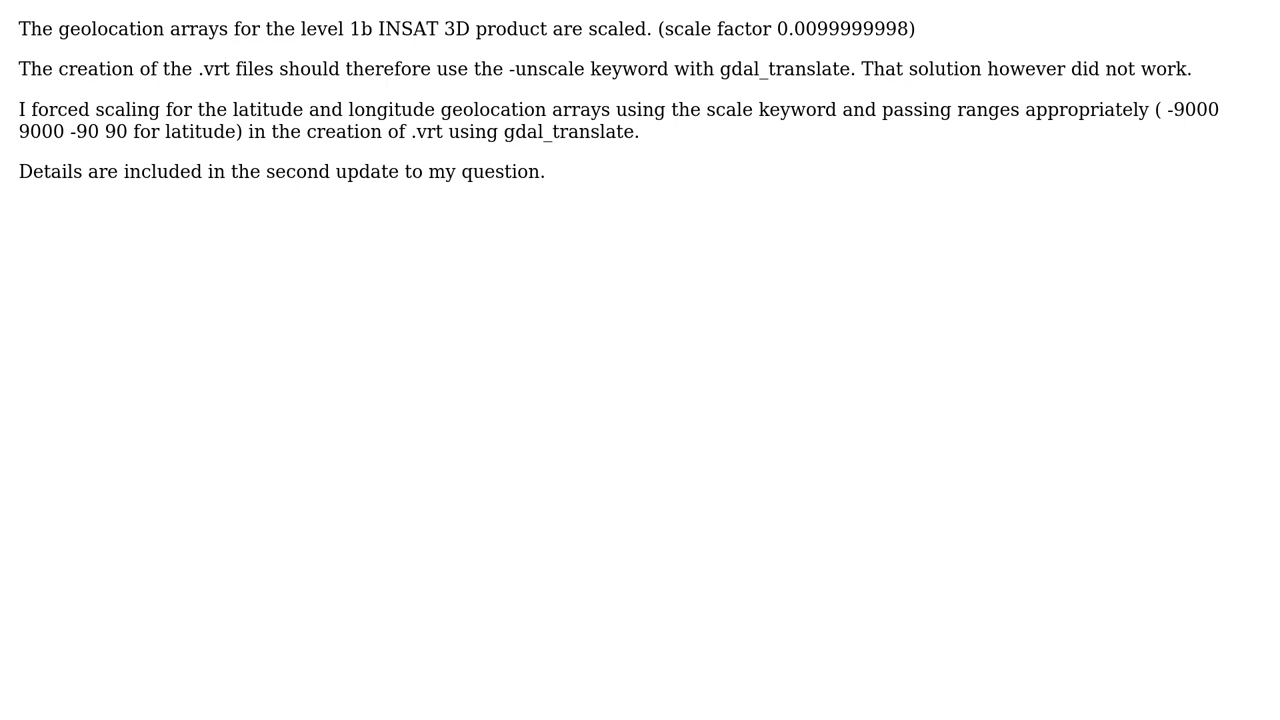 The geolocation arrays for the level 1b INSAT 3D product are scaled. (scale factor 0.0099999998)
The creation of the .vrt files should therefore use the -unscale keyword with gdal_translate. That solution however did not work.
I forced scaling for the latitude and longitude geolocation arrays using the scale keyword and passing ranges appropriately ( -9000
9000 -90 90 for latitude) in the creation of .vrt using gdal_translate.
Details are included in the second update to my question.